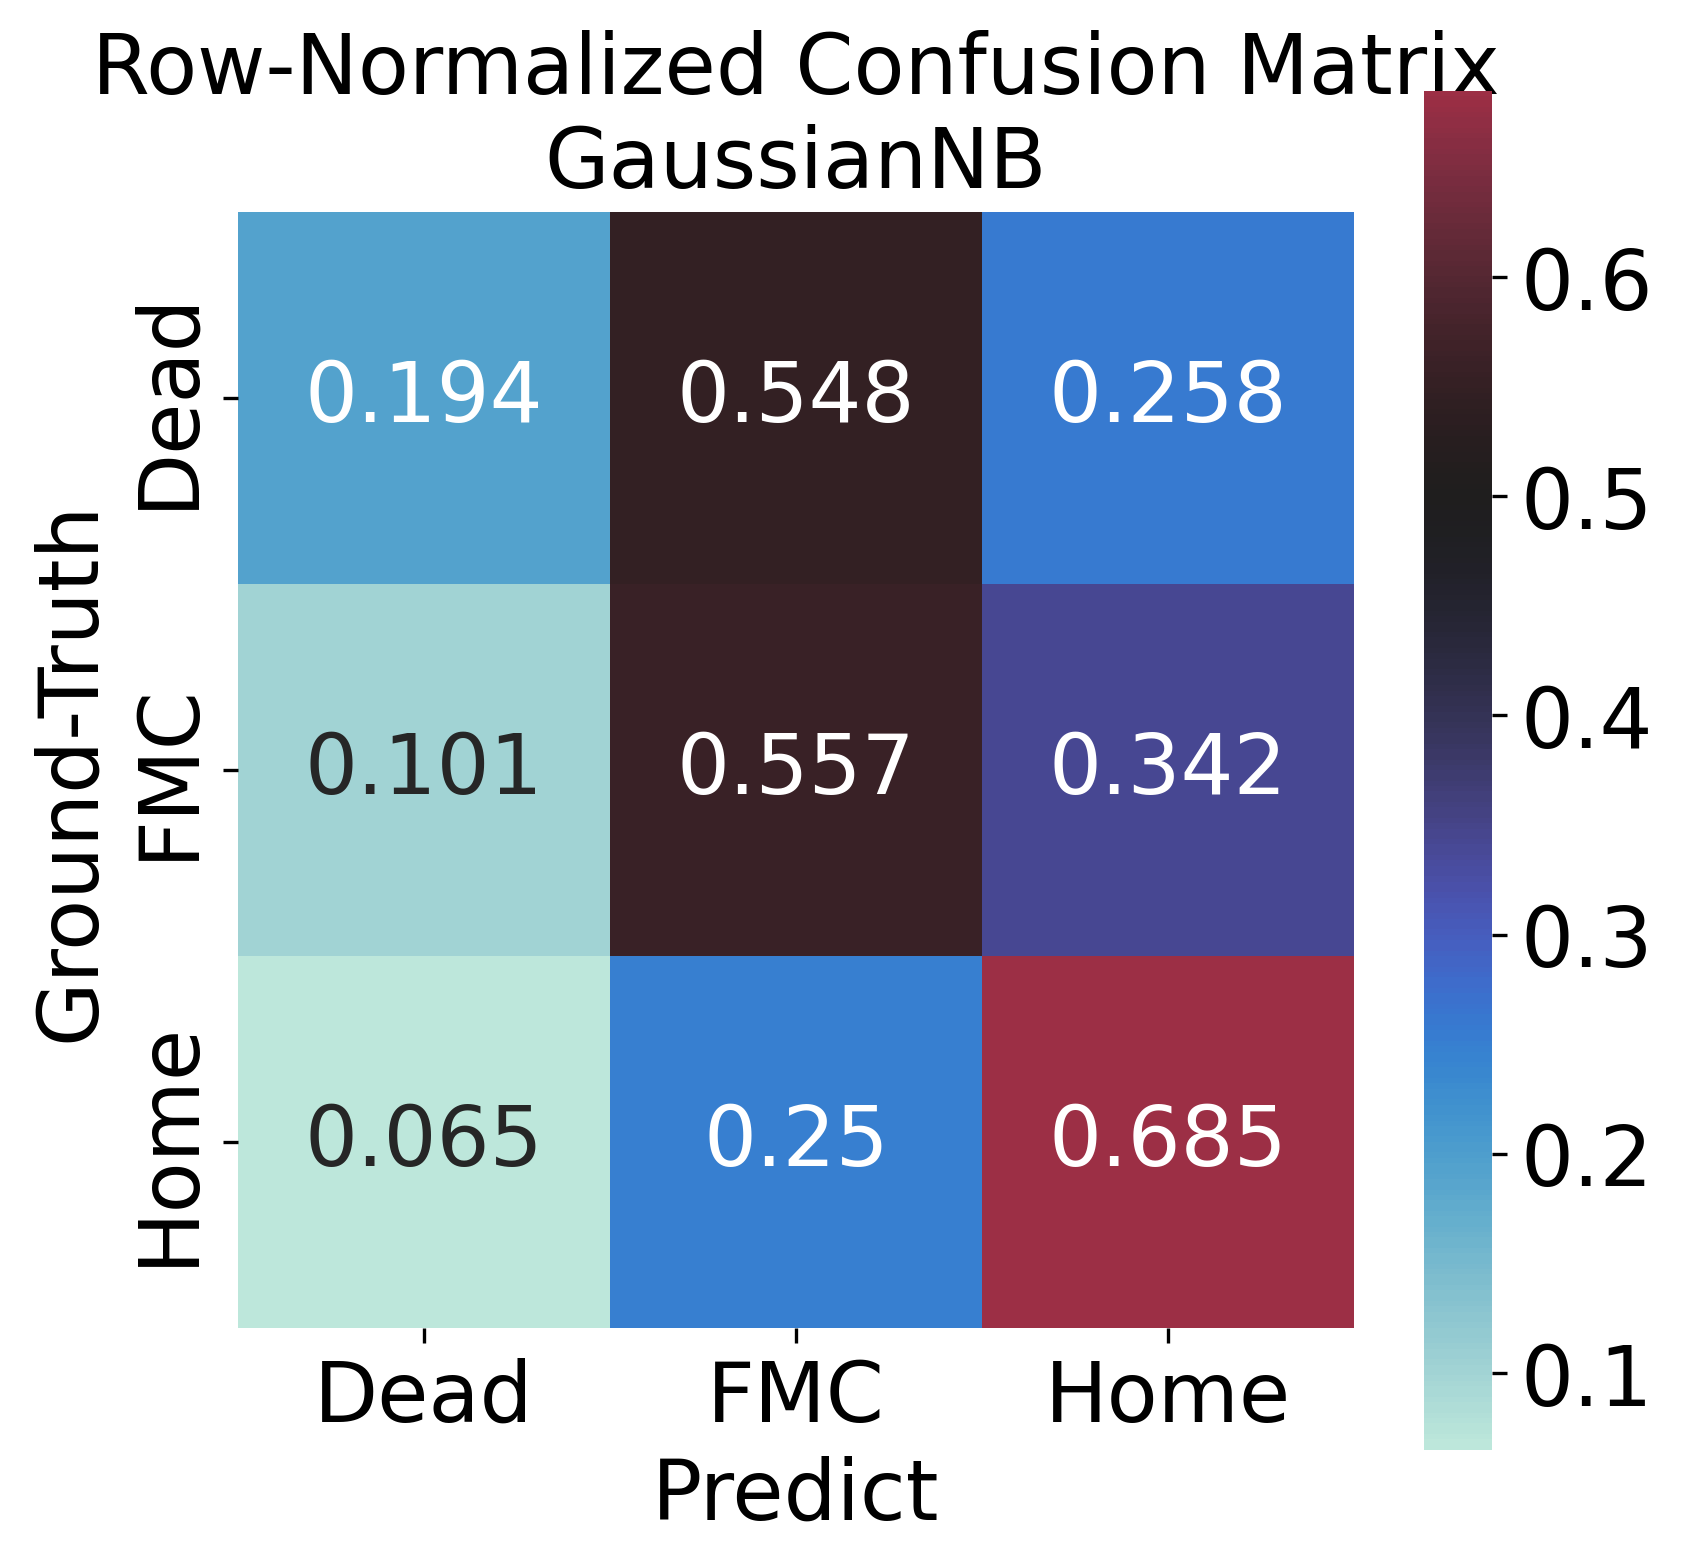 Row-Normalized Confusion Matrix
GaussianNB
Ground-Truth
Dead
0.194 0.548 0.258
FMC
0.101 0.557 0.342
Home
0.065 0.25 0.685
Dead FMC Home
Predict
0.6
0.5
0.4
0.3
0.2
0.1